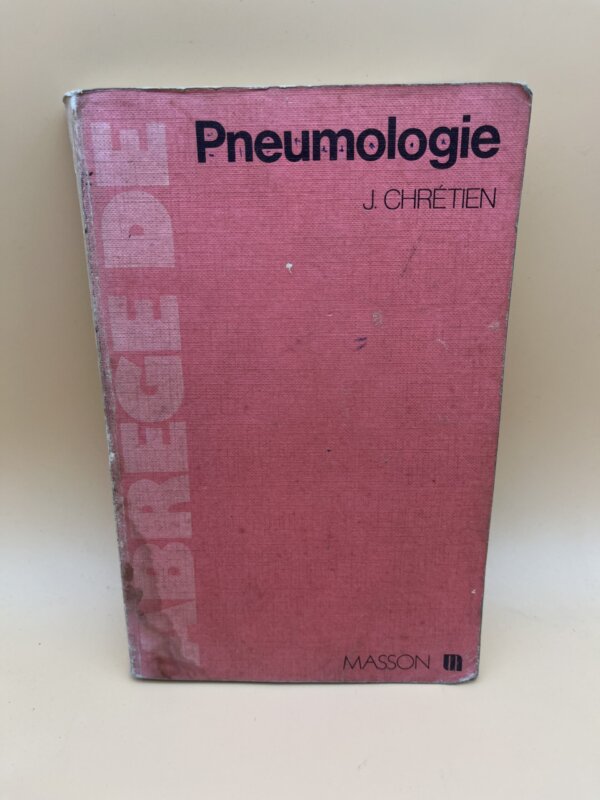 ABREGE DE
Pneumologie
J. CHRÉTIEN
MASSON m